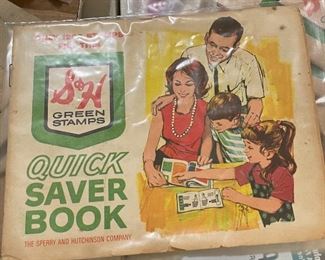 S&H
GREEN
STAMPS
QUICK
SAVER
BOOK
THE SPERRY AND HUTCHINSON COMPANY